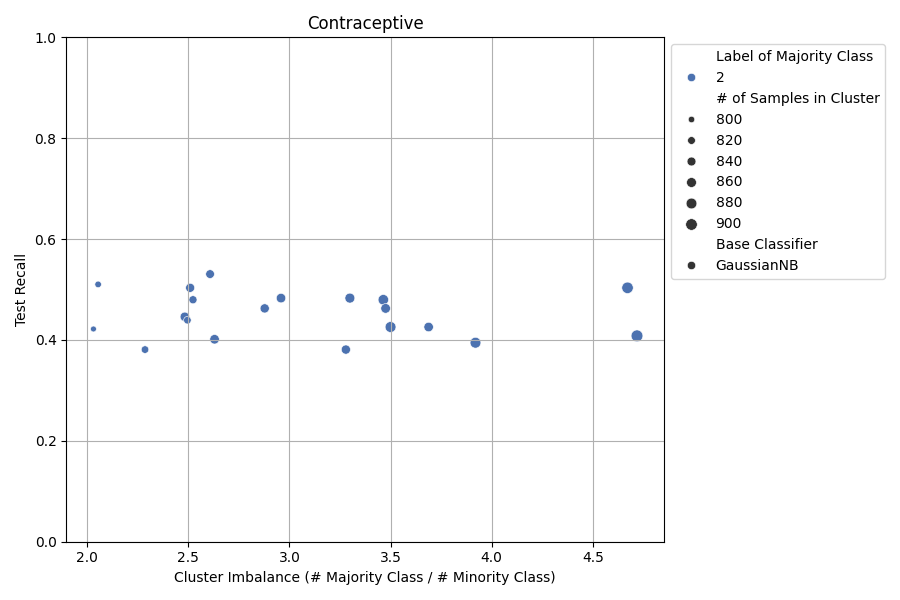 Contraceptive
1.0
0.8
0.6
0.4
0.2
0.0
Test Recall
2.0 2.5 3.0 3.5 4.0 4.5
Cluster Imbalance (# Majority Class / # Minority Class)
Label of Majority Class
2
# of Samples in Cluster
800
820
840
860
880
900
Base Classifier
GaussianNB